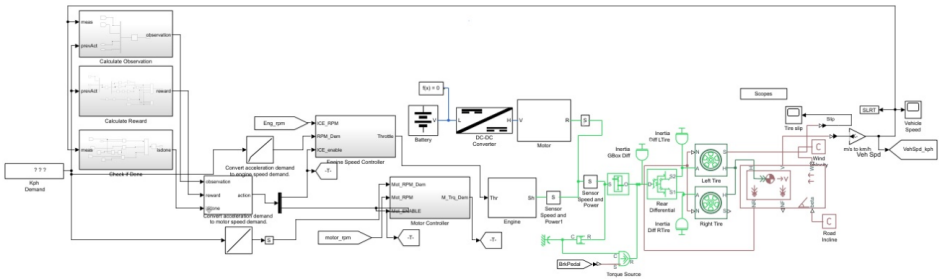 meas
prevAct
observation
Calculate Observation
prevAct
reward
Calculate Reward
meas
isdone
Check if Done
? ? ?
Kph
Demand
observation
reward
action
Convert acceleration demand
to motor speed demand.
Convert acceleration demand
to engine speed demand.
Eng_rpm
ICE_RPM
RPM_Dem
ICE_enable
Throttle
Engine Speed Controller
-T-
S
motor_rpm
Mot_RPM_Dem
Mot_RPM
M_Trq_Dem
Motor Controller
-T-
-T-
f(x) = 0
Battery
V
L
H
DC-DC
Converter
V
Motor
S
Thr
Sh
Engine
S
Sensor
Speed and
Power1
S
Sensor
Speed and
Power
Inertia
GBox Diff
Inertia
Diff LTire
Rear
Differential
Inertia
Diff RTire
Left Tire
Right Tire
BrkPedal
Torque Source
Scopes
Tire slip
Slip
SLRT
Vehicle
Speed
m/s to km/h
Veh Spd
VehSpd_kph
C
Wind
C
Road
Incline